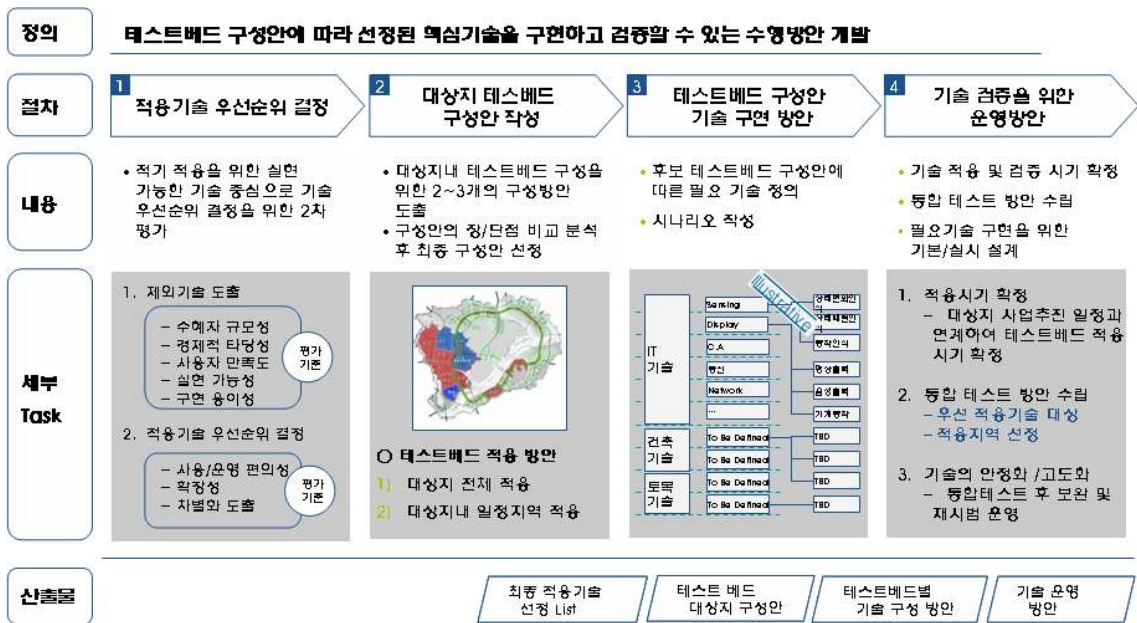 정의
테스트베드 구성안에 따라 선정된 핵심기술을 구현하고 검증할 수 있는 수행방안 개발
절차
1
적용기술 우선순위 결정
2
대상지 테스베드
구성안 작성
3
테스트베드 구성안
기술 구현 방안
4
기술 검증을 위한
운영방안
내용
• 적기 적용을 위한 실현
가능한 기술 중심으로 기술
우선순위 결정을 위한 2차
평가
• 대상지내 테스트베드 구성을
위한 2~3개의 구성방안
도출
• 구성안의 장/단점 비교 분석
후 최종 구성안 선정
• 후보 테스트베드 구성안에
따른 필요 기술 정의
• 시나리오 작성
• 기술 적용 및 검증 시기 확정
• 통합 테스트 방안 수립
• 필요기술 구현을 위한
기본/실시 설계
세부
Task
1. 제외기술 도출
– 수혜자 규모성
– 경제적 타당성
– 사용자 만족도
– 실현 가능성
– 구현 용이성
평가
기준
2. 적용기술 우선순위 결정
– 사용/운영 편의성
– 확장성
– 차별화 도출
평가
기준
○ 테스트베드 적용 방안
1) 대상지 전체 적용
2) 대상지내 일정지역 적용
Illustrative
IT
기술
Sensing
Display
O.A
통신
Network
...
동작인식
영상출력
음성출력
기계동작
건축
기술
To Be Defined
To Be Defined
토목
기술
To Be Defined
To Be Defined
TBD
TBD
TBD
TBD
1. 적용시기 확정
– 대상지 사업추진 일정과
연계하여 테스트베드 적용
시기 확정
2. 통합 테스트 방안 수립
–우선 적용기술 대상
–적용지역 선정
3. 기술의 안정화 /고도화
– 통합테스트 후 보완 및
재시범 운영
산출물
최종 적용기술
선정 List
테스트 베드
대상지 구성안
테스트베드별
기술 구성 방안
기술 운영
방안